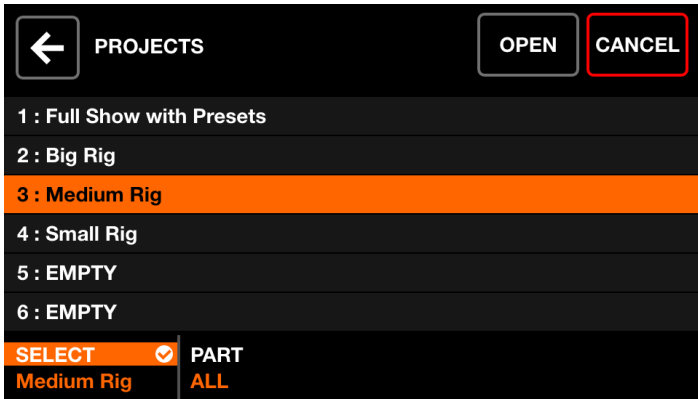 PROJECTS
OPEN
CANCEL
1 : Full Show with Presets
2 : Big Rig
3 : Medium Rig
4 : Small Rig
5 : EMPTY
6 : EMPTY
SELECT
Medium Rig
PART
ALL